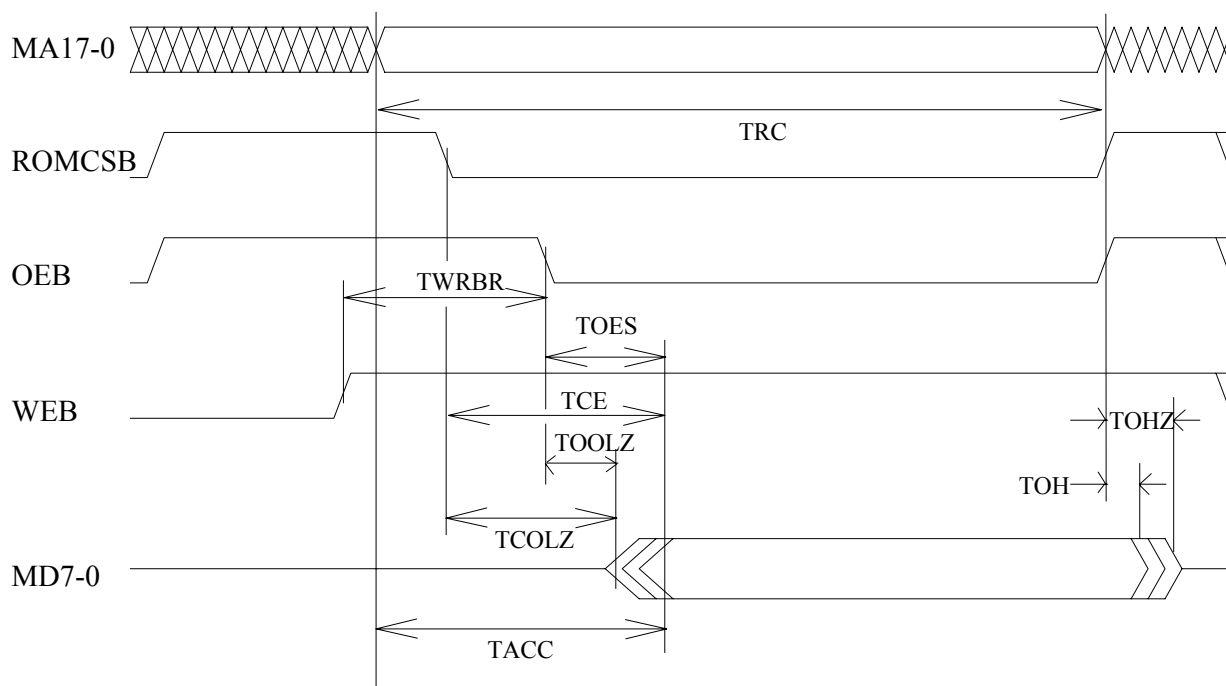 MA17-0
TRC
ROMCSB
OEB
TWRBR
TOES
WEB
TCE
TOHZ
TOOLZ
TOH
TCOLZ
MD7-0
TACC